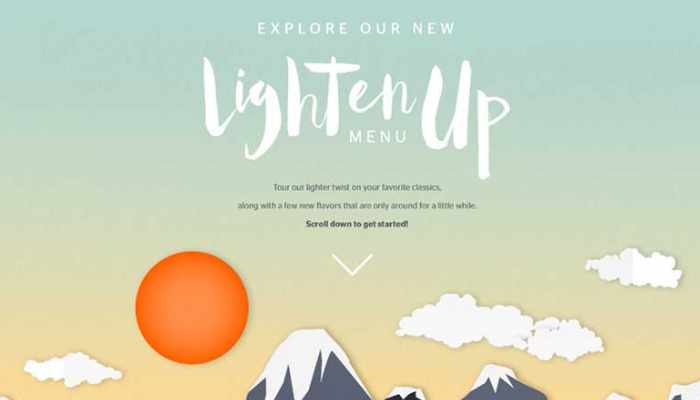 EXPLORE OUR NEW
Lighten Up
MENU
Tour our lighter twist on your favorite classics,
along with a few new flavors that are only around for a little while.
Scroll down to get started!